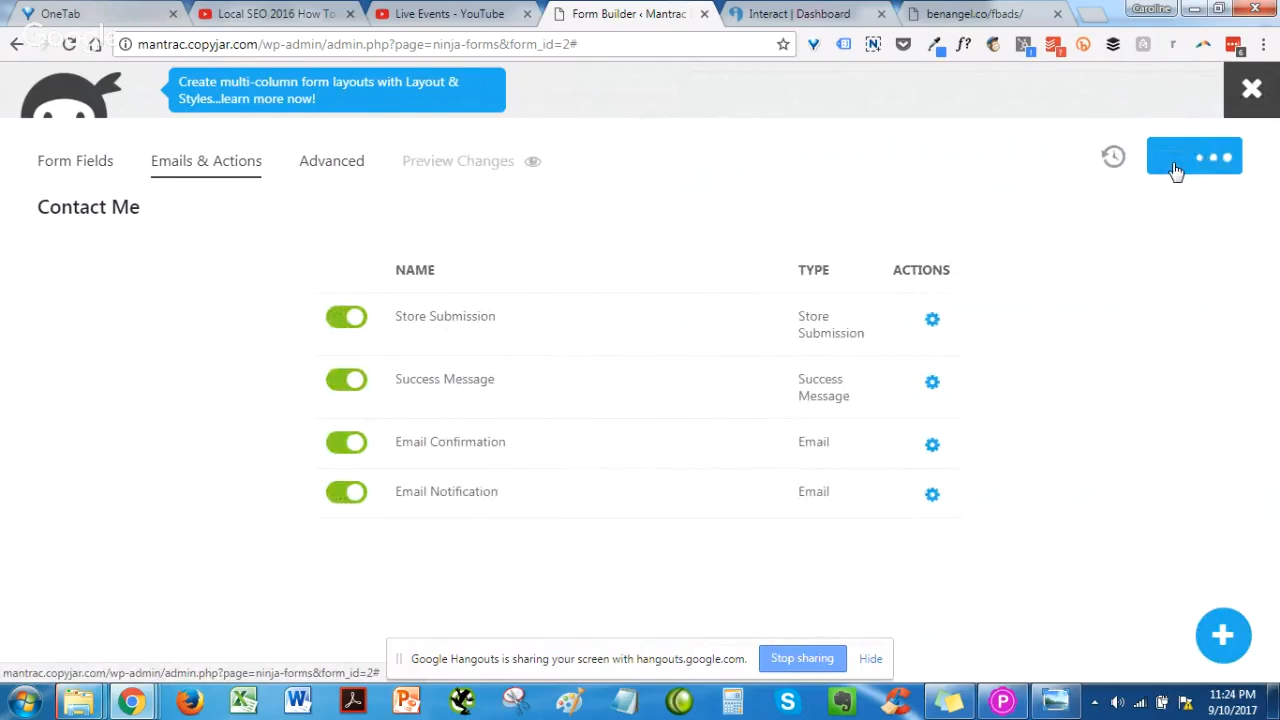 OneTab
Local SEO 2016 How To
Live Events - YouTube
Form Builder ‹ Mantrac
Interact | Dashboard
benangel.co/fbads/
Caroline
Google
mantrac.copyjar.com/wp-admin/admin.php?page=ninja-forms&form_id=2#
Create multi-column form layouts with Layout &
Styles...learn more now!
Form Fields
Emails & Actions
Advanced
Preview Changes
Contact Me
NAME TYPE ACTIONS
Store Submission
Store
Submission
Success Message
Success
Message
Email Confirmation Email
Email Notification Email
Google Hangouts is sharing your screen with hangouts.google.com.
Stop sharing
Hide
mantrac.copyjar.com/wp-admin/admin.php?page=ninja-forms&form_id=2#
11:24 PM
9/10/2017